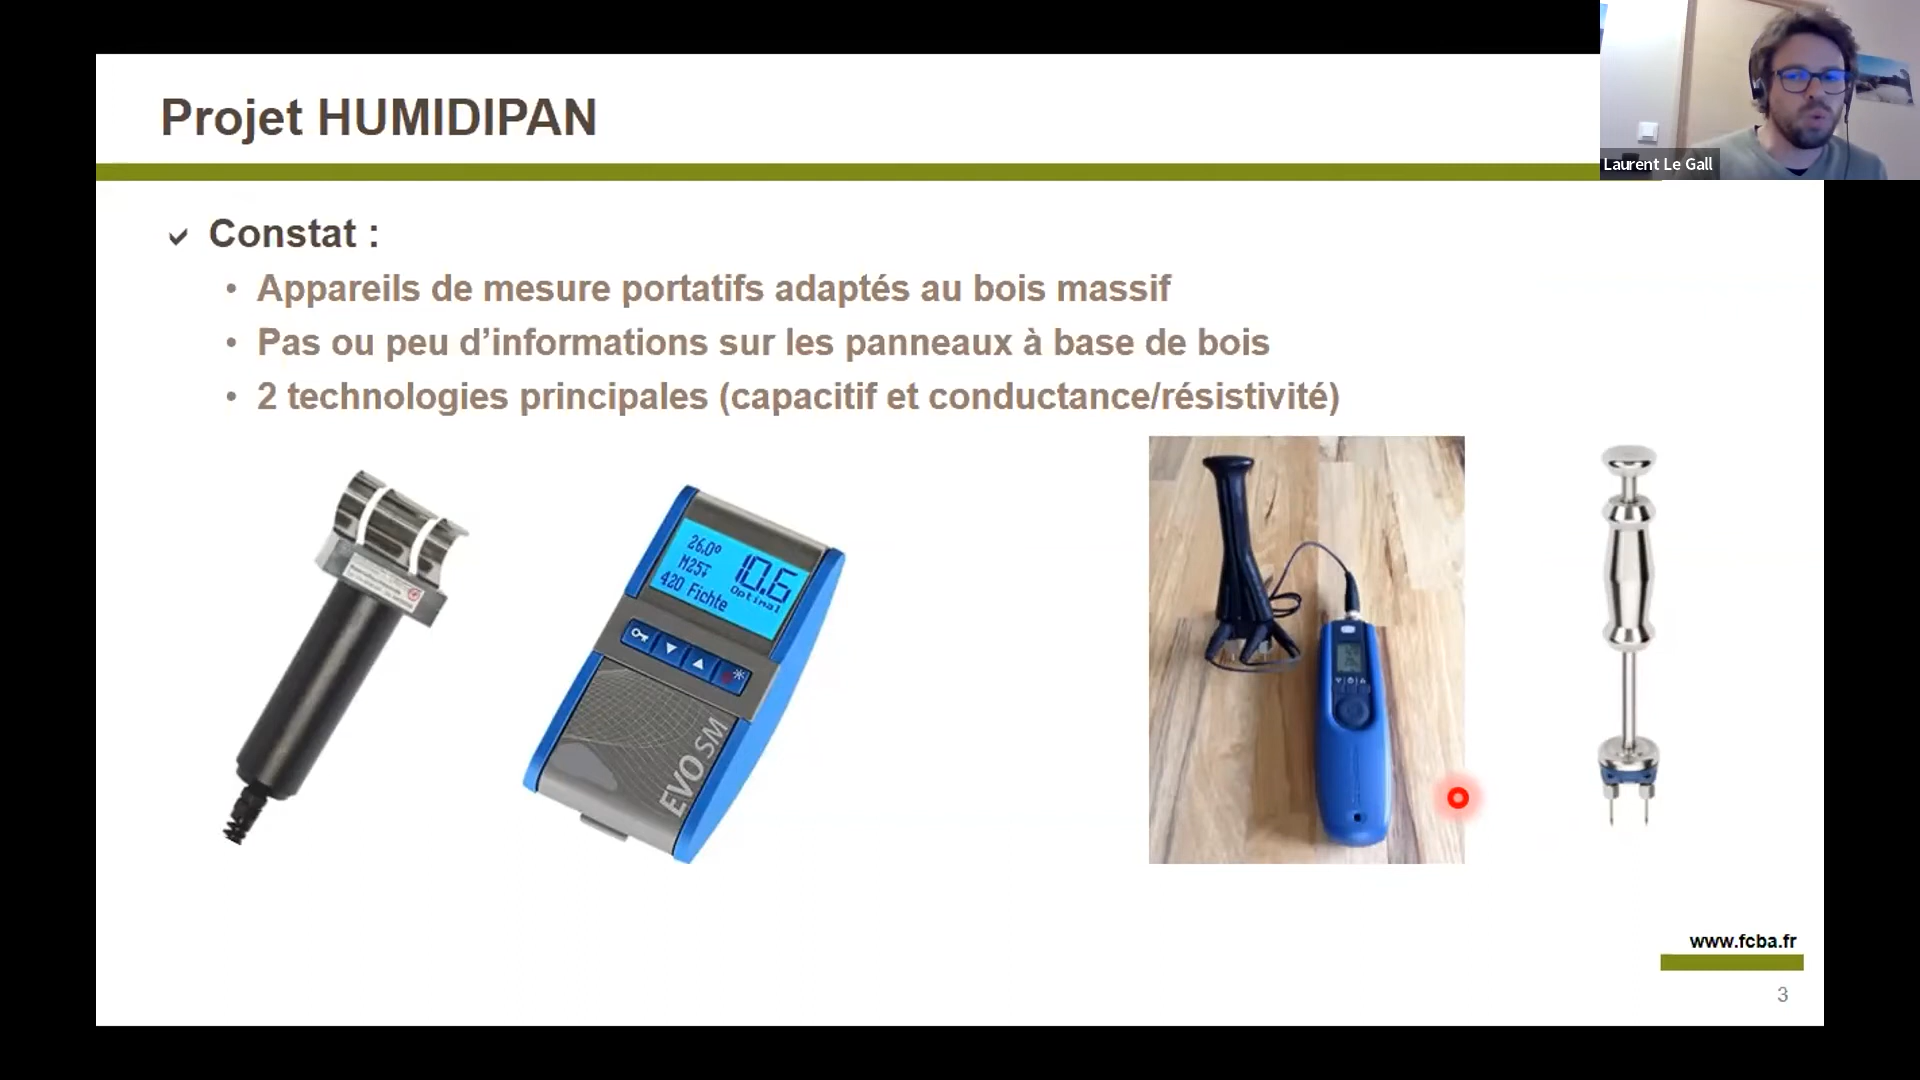 Projet HUMIDIPAN
Laurent Le Gall
Constat :
• Appareils de mesure portatifs adaptés au bois massif
• Pas ou peu d'informations sur les panneaux à base de bois
• 2 technologies principales (capacitif et conductance/résistivité)
26.0°
M25
420 Fichte
10.6
Optimal
EVO SM
www.fcba.fr
3